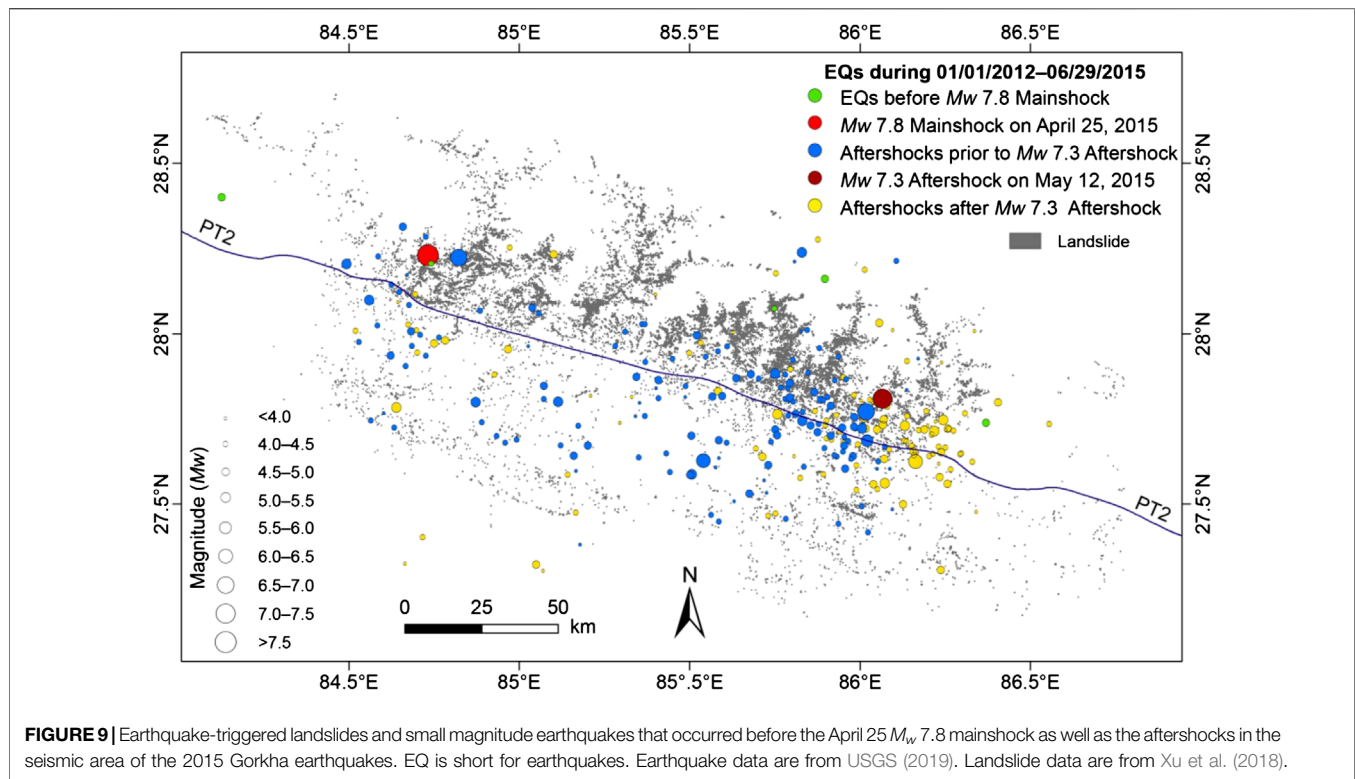 84.5°E 85°E 85.5°E 86°E 86.5°E
EQs during 01/01/2012–06/29/2015
EQs before Mw 7.8 Mainshock
Mw 7.8 Mainshock on April 25, 2015
Aftershocks prior to Mw 7.3 Aftershock
Mw 7.3 Aftershock on May 12, 2015
Aftershocks after Mw 7.3 Aftershock
Landslide
28.5°N 28.5°N
PT2
28°N 28°N
27.5°N 27.5°N
PT2
Magnitude (Mw)
<4.0
4.0–4.5
4.5–5.0
5.0–5.5
5.5–6.0
6.0–6.5
6.5–7.0
7.0–7.5
>7.5
0 25 50
km
N
84.5°E 85°E 85.5°E 86°E 86.5°E
FIGURE 9 | Earthquake-triggered landslides and small magnitude earthquakes that occurred before the April 25 Mw 7.8 mainshock as well as the aftershocks in the
seismic area of the 2015 Gorkha earthquakes. EQ is short for earthquakes. Earthquake data are from USGS (2019). Landslide data are from Xu et al. (2018).